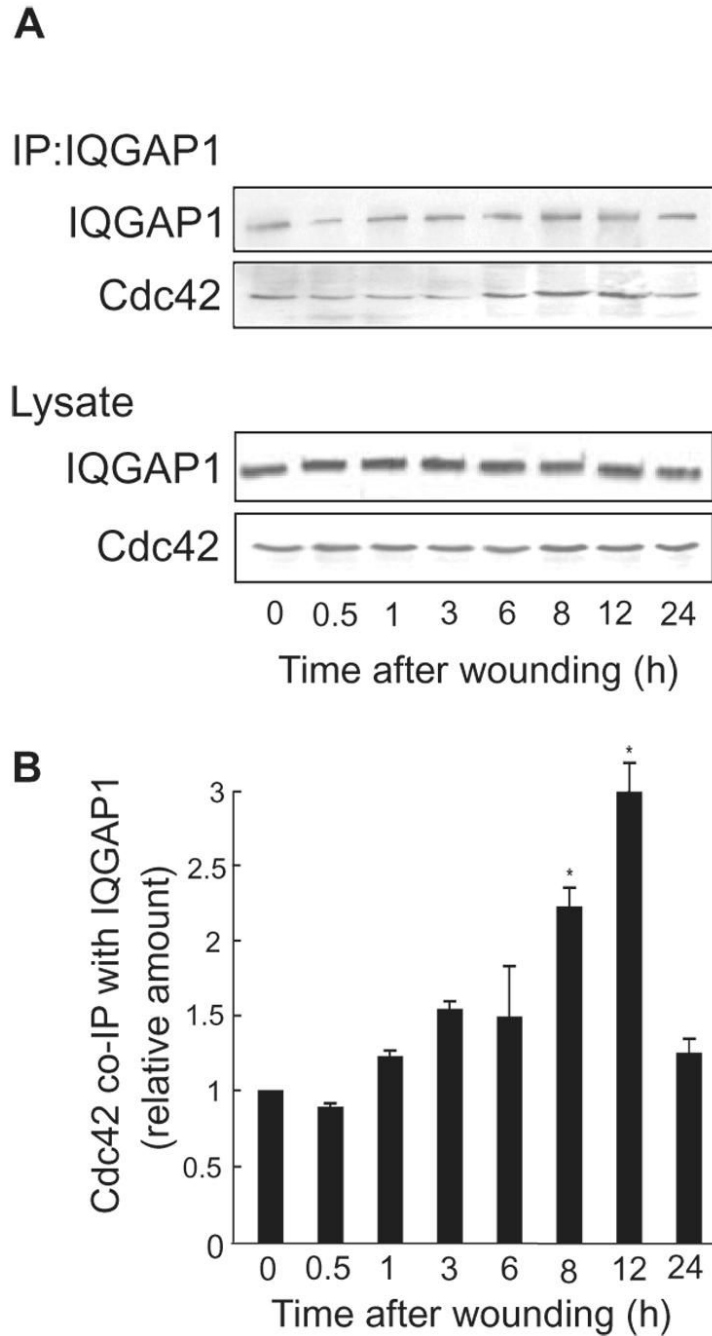 A
IP:IQGAP1
IQGAP1
Cdc42
Lysate
IQGAP1
Cdc42
0 0.5 1 3 6 8 12 24
Time after wounding (h)
B
Cdc42 co-IP with IQGAP1
(relative amount)
3
2.5
2
1.5
1
0.5
0
* *
0 0.5 1 3 6 8 12 24
Time after wounding (h)